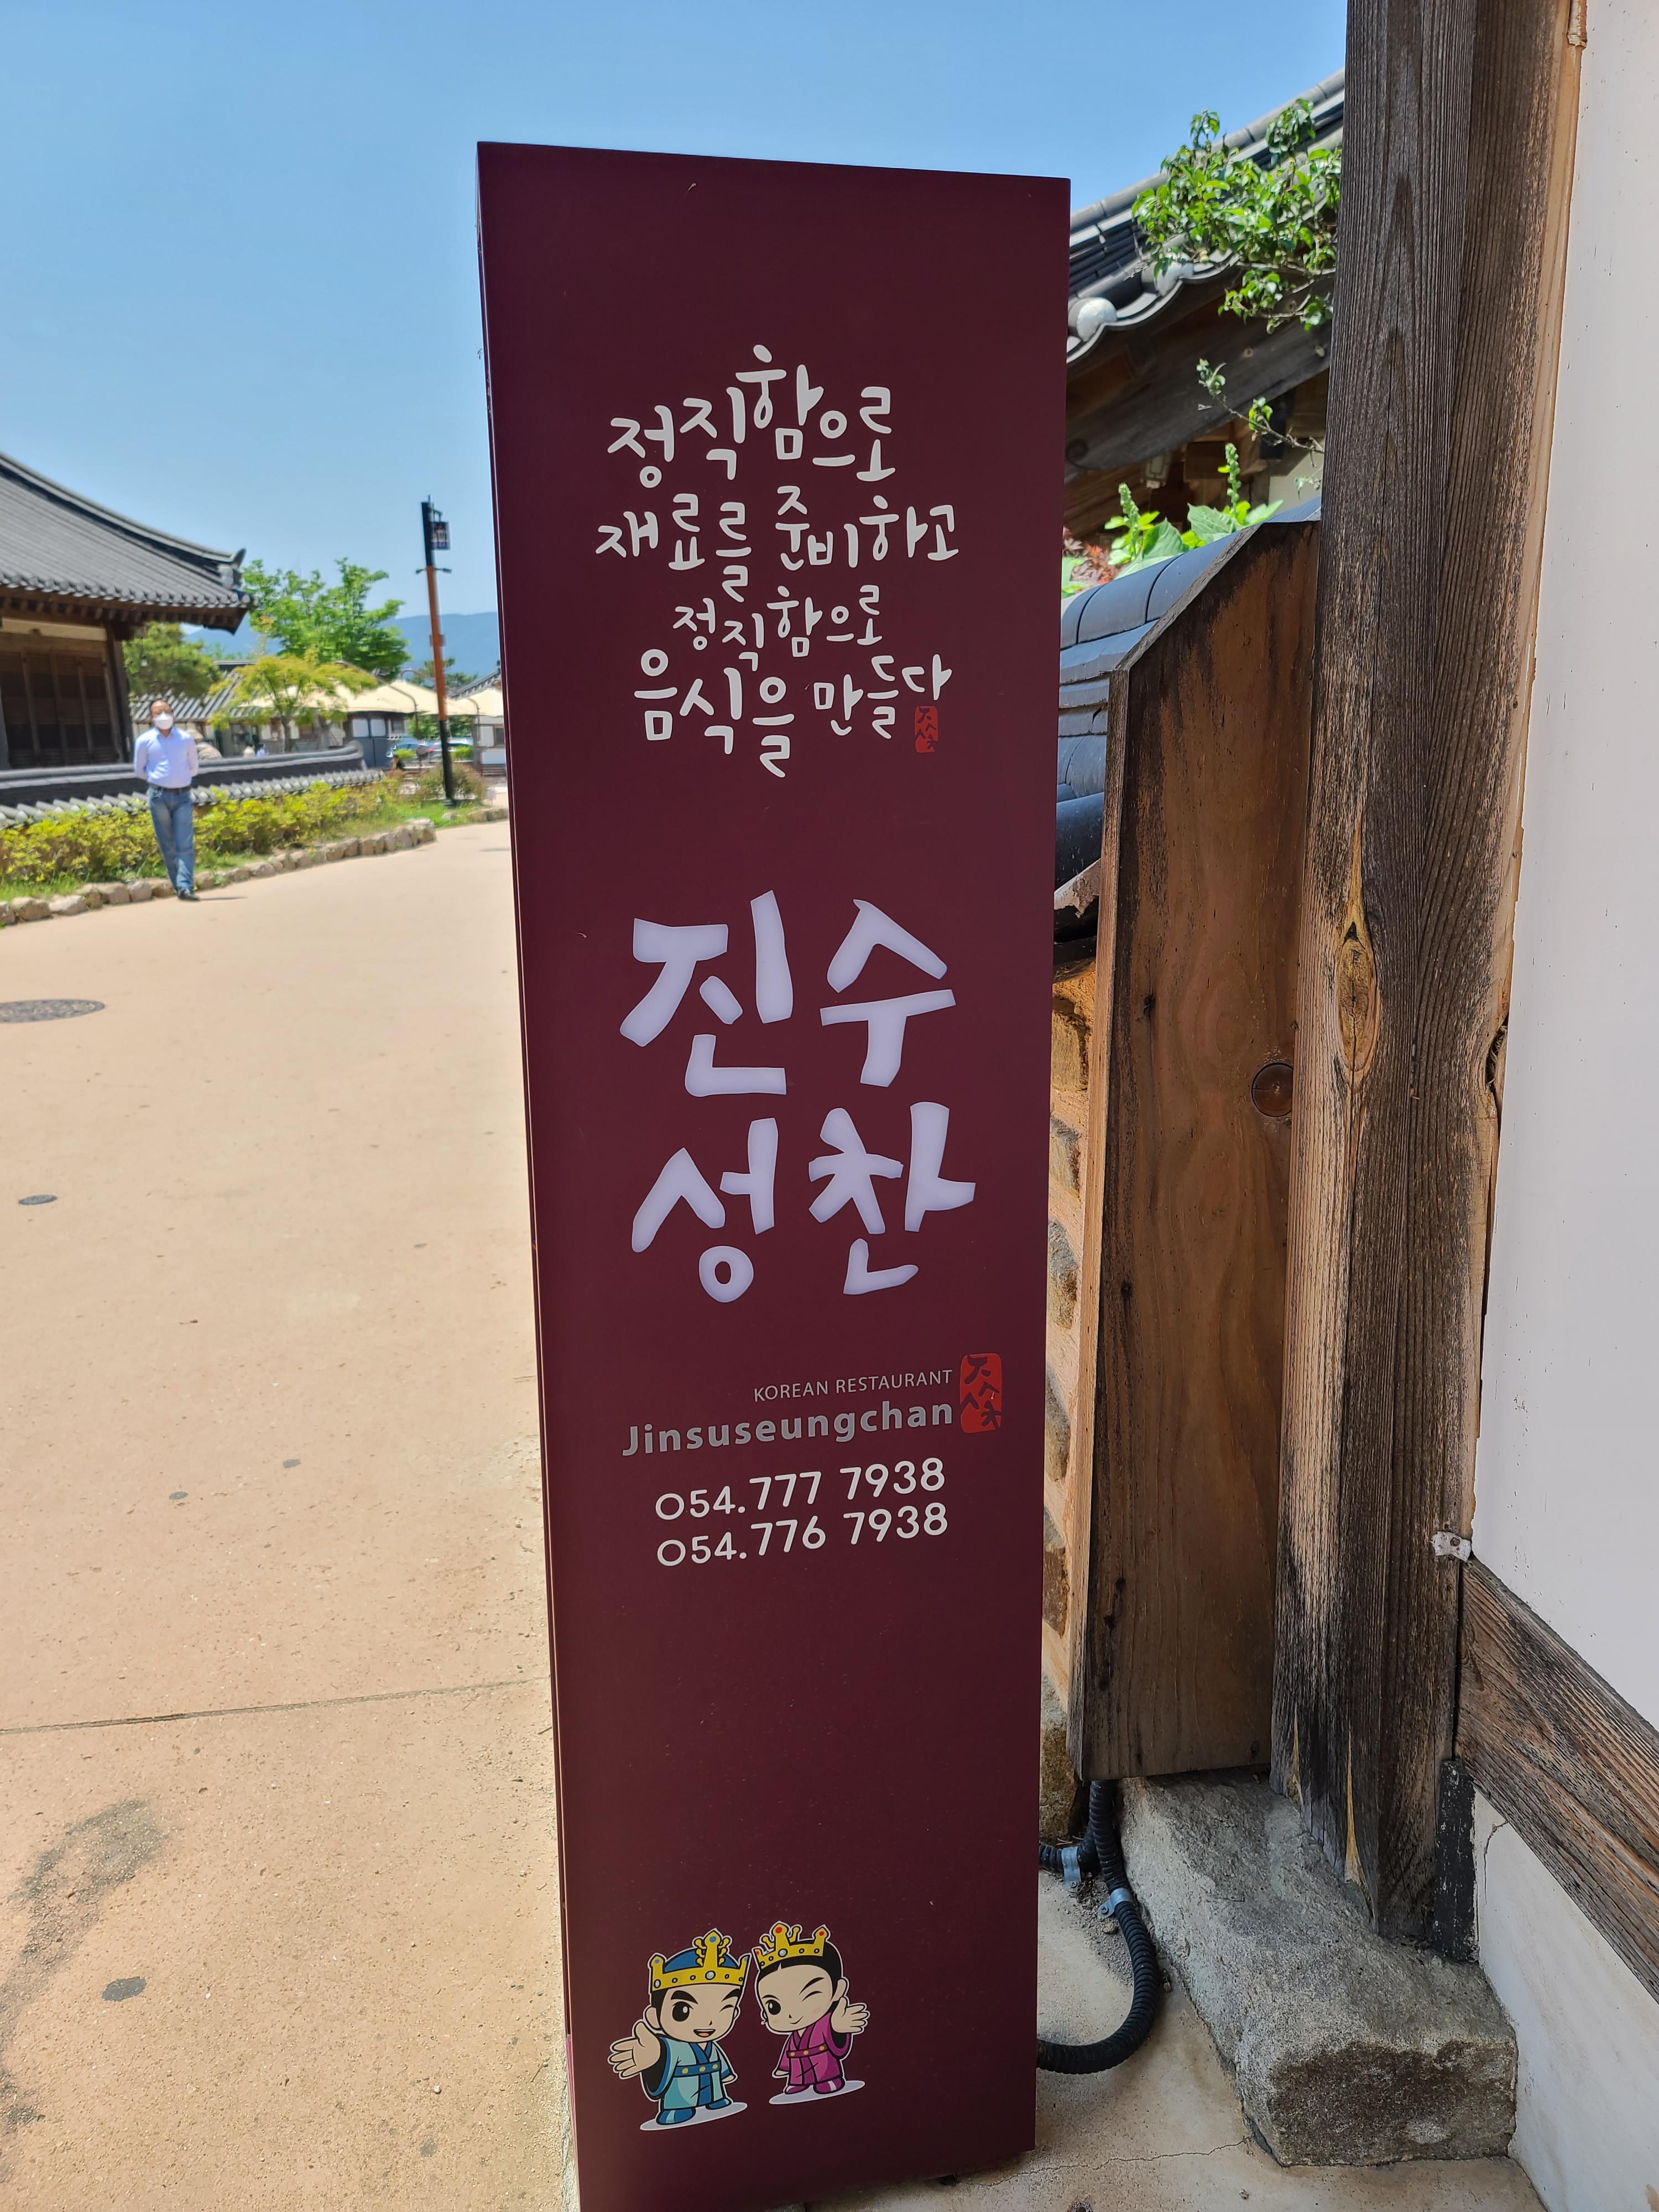 정직함으로
재료를 준비하고
정직함으로
음식을 만들다
진수
성찬
KOREAN RESTAURANT
Jinsuseungchan
054.777 7938
054.776 7938